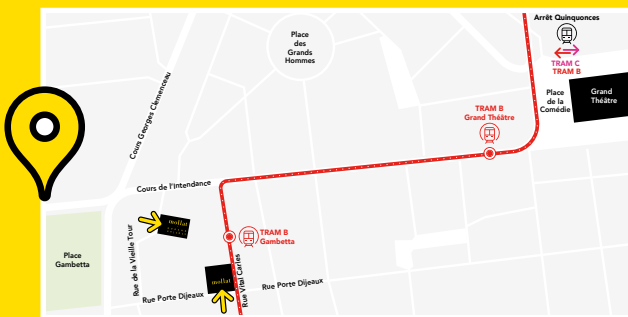 Arrêt Quinquonces
TRAM C
TRAM B
Place
des
Grands
Hommes
Grand
Théâtre
Place
de la
Comédie
TRAM B
Grand Théâtre
Cours Georges Clemenceau
Cours de l'Intendance
mollat
TRAM B
Gambetta
Place
Gambetta
Rue de la Vieille Tour
mollat
Rue Vital Carles
Rue Porte Dijeaux
Rue Porte Dijeaux